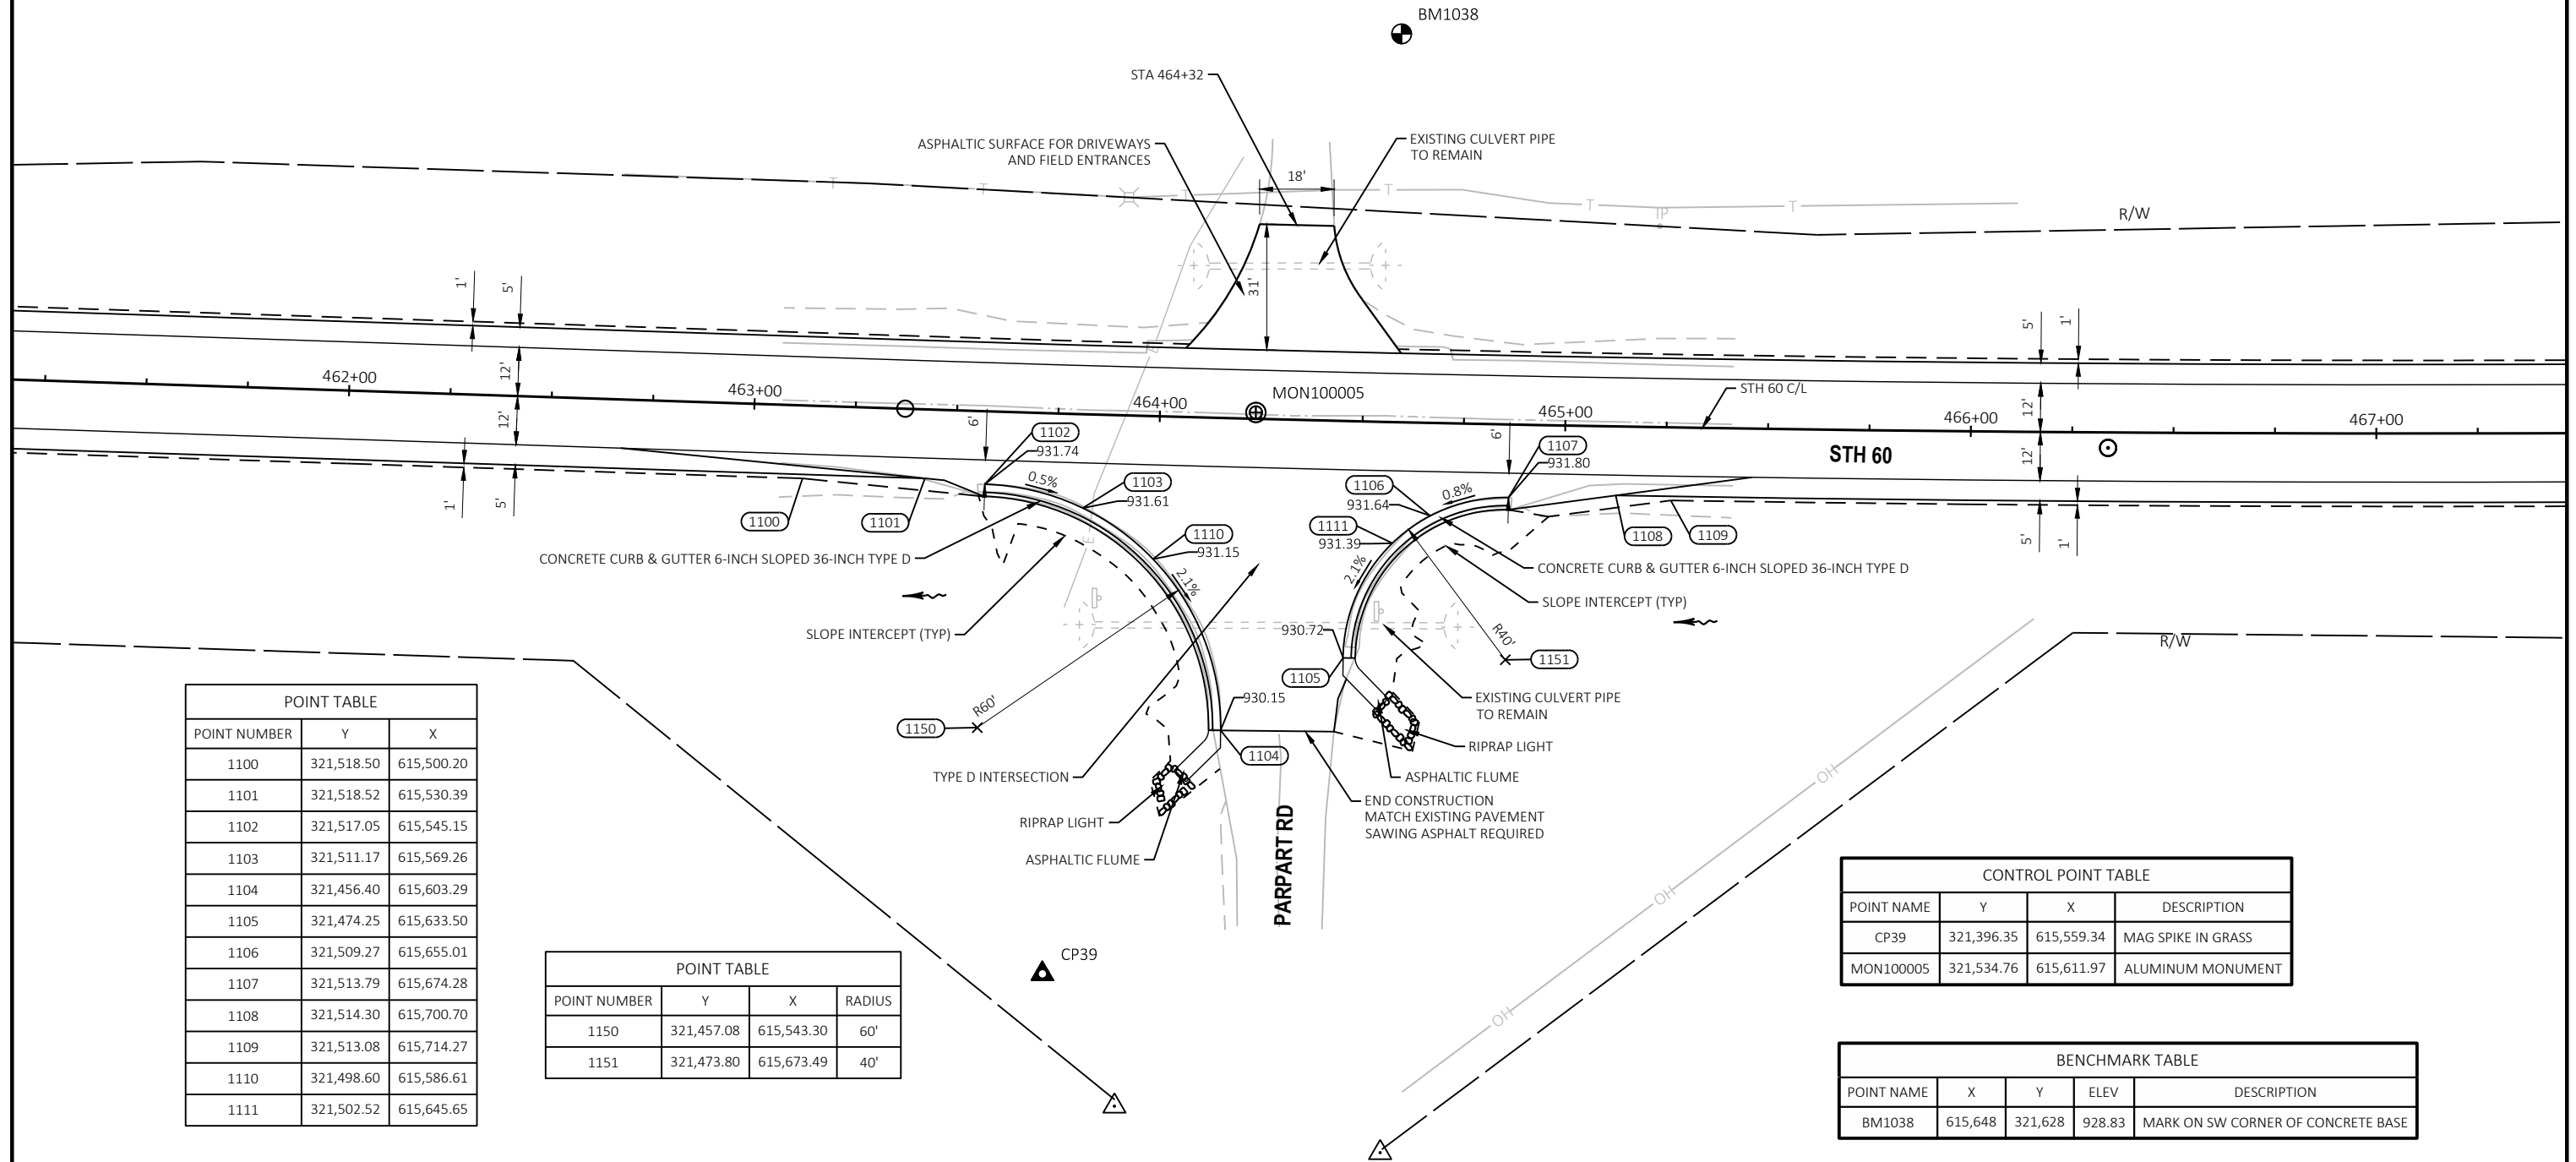 BM1038
STA 464+32
ASPHALTIC SURFACE FOR DRIVEWAYS
AND FIELD ENTRANCES
EXISTING CULVERT PIPE
TO REMAIN
18'
T
T
T
T
T
T
IP
R/W
31'
1'
5'
5'
1'
12'
12'
12'
12'
462+00
463+00
464+00
MON100005
465+00
STH 60 C/L
466+00
467+00
STH 60
6'
6'
1102
931.74
1107
931.80
0.5%
1103
931.61
1106
931.64
0.8%
1'
5'
5'
1'
1100
1101
1110
931.15
1111
931.39
1108
1109
E
E
CONCRETE CURB & GUTTER 6-INCH SLOPED 36-INCH TYPE D
CONCRETE CURB & GUTTER 6-INCH SLOPED 36-INCH TYPE D
2.1%
2.1%
SLOPE INTERCEPT (TYP)
SLOPE INTERCEPT (TYP)
930.72
R40'
1151
R/W
1105
R60'
930.15
1150
EXISTING CULVERT PIPE
TO REMAIN
1104
RIPRAP LIGHT
TYPE D INTERSECTION
ASPHALTIC FLUME
RIPRAP LIGHT
END CONSTRUCTION
MATCH EXISTING PAVEMENT
SAWING ASPHALT REQUIRED
ASPHALTIC FLUME
PARPART RD
OH
OH
OH
CP39
POINT TABLE
POINT NUMBER Y X
1100 321,518.50 615,500.20
1101 321,518.52 615,530.39
1102 321,517.05 615,545.15
1103 321,511.17 615,569.26
1104 321,456.40 615,603.29
1105 321,474.25 615,633.50
1106 321,509.27 615,655.01
1107 321,513.79 615,674.28
1108 321,514.30 615,700.70
1109 321,513.08 615,714.27
1110 321,498.60 615,586.61
1111 321,502.52 615,645.65
POINT TABLE
POINT NUMBER Y X RADIUS
1150 321,457.08 615,543.30 60'
1151 321,473.80 615,673.49 40'
CONTROL POINT TABLE
POINT NAME Y X DESCRIPTION
CP39 321,396.35 615,559.34 MAG SPIKE IN GRASS
MON100005 321,534.76 615,611.97 ALUMINUM MONUMENT
BENCHMARK TABLE
POINT NAME X Y ELEV DESCRIPTION
BM1038 615,648 321,628 928.83 MARK ON SW CORNER OF CONCRETE BASE